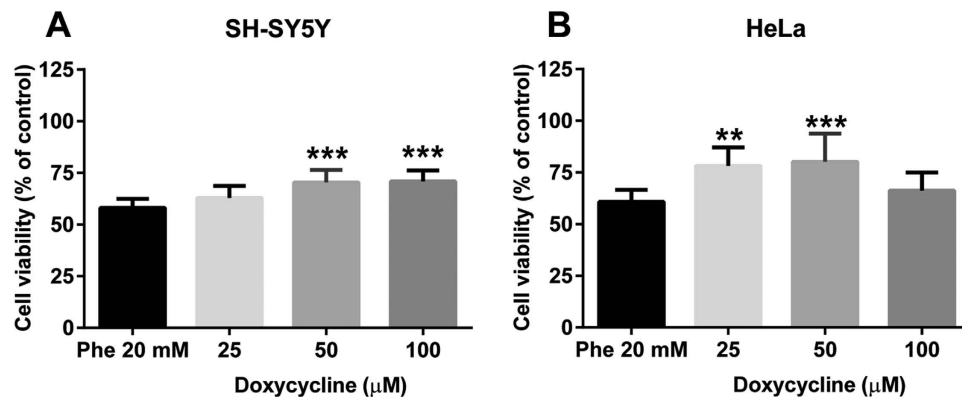 A
SH-SY5Y
Cell viability (% of control)
125
100
75
50
25
0
*** ***
Phe 20 mM 25 50 100
Doxycycline (μM)
B
HeLa
Cell viability (% of control)
125
100
75
50
25
0
** ***
Phe 20 mM 25 50 100
Doxycycline (μM)